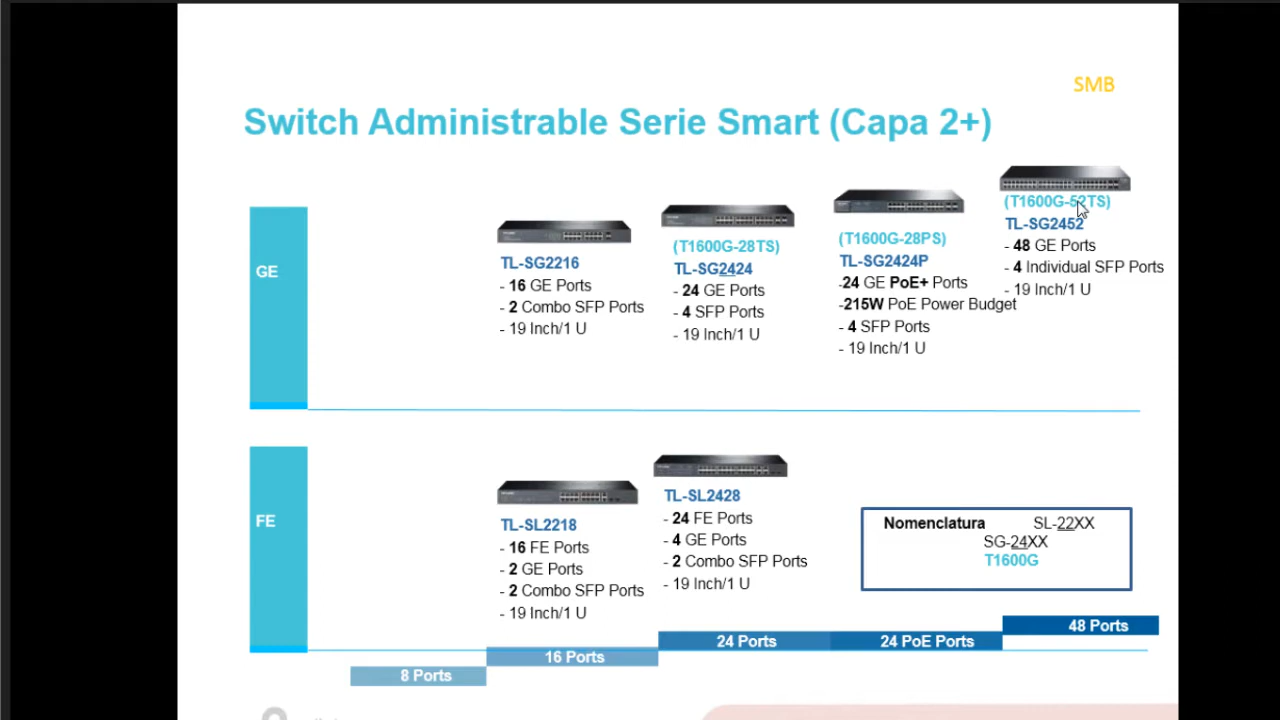 SMB
Switch Administrable Serie Smart (Capa 2+)
GE
TL-SG2216
- 16 GE Ports
- 2 Combo SFP Ports
- 19 Inch/1 U
(T1600G-28TS)
TL-SG2424
- 24 GE Ports
- 4 SFP Ports
- 19 Inch/1 U
(T1600G-28PS)
TL-SG2424P
-24 GE PoE+ Ports
-215W PoE Power Budget
- 4 SFP Ports
- 19 Inch/1 U
(T1600G-52TS)
TL-SG2452
- 48 GE Ports
- 4 Individual SFP Ports
- 19 Inch/1 U
FE
TL-SL2218
- 16 FE Ports
- 2 GE Ports
- 2 Combo SFP Ports
- 19 Inch/1 U
TL-SL2428
- 24 FE Ports
- 4 GE Ports
- 2 Combo SFP Ports
- 19 Inch/1 U
Nomenclatura SL-22XX
SG-24XX
T1600G
8 Ports
16 Ports
24 Ports
24 PoE Ports
48 Ports